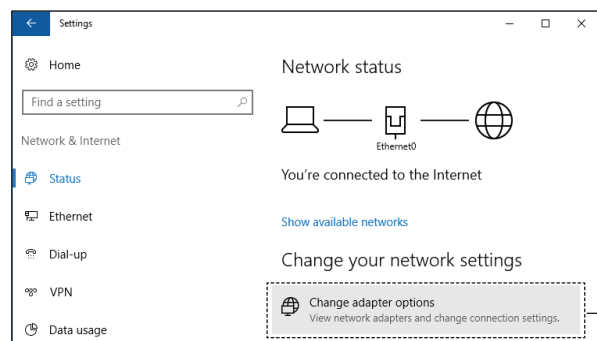 Settings
Home
Find a setting
Network & Internet
Status
Ethernet
Dial-up
VPN
Data usage
Network status
Ethernet0
You're connected to the Internet
Show available networks
Change your network settings
Change adapter options
View network adapters and change connection settings.